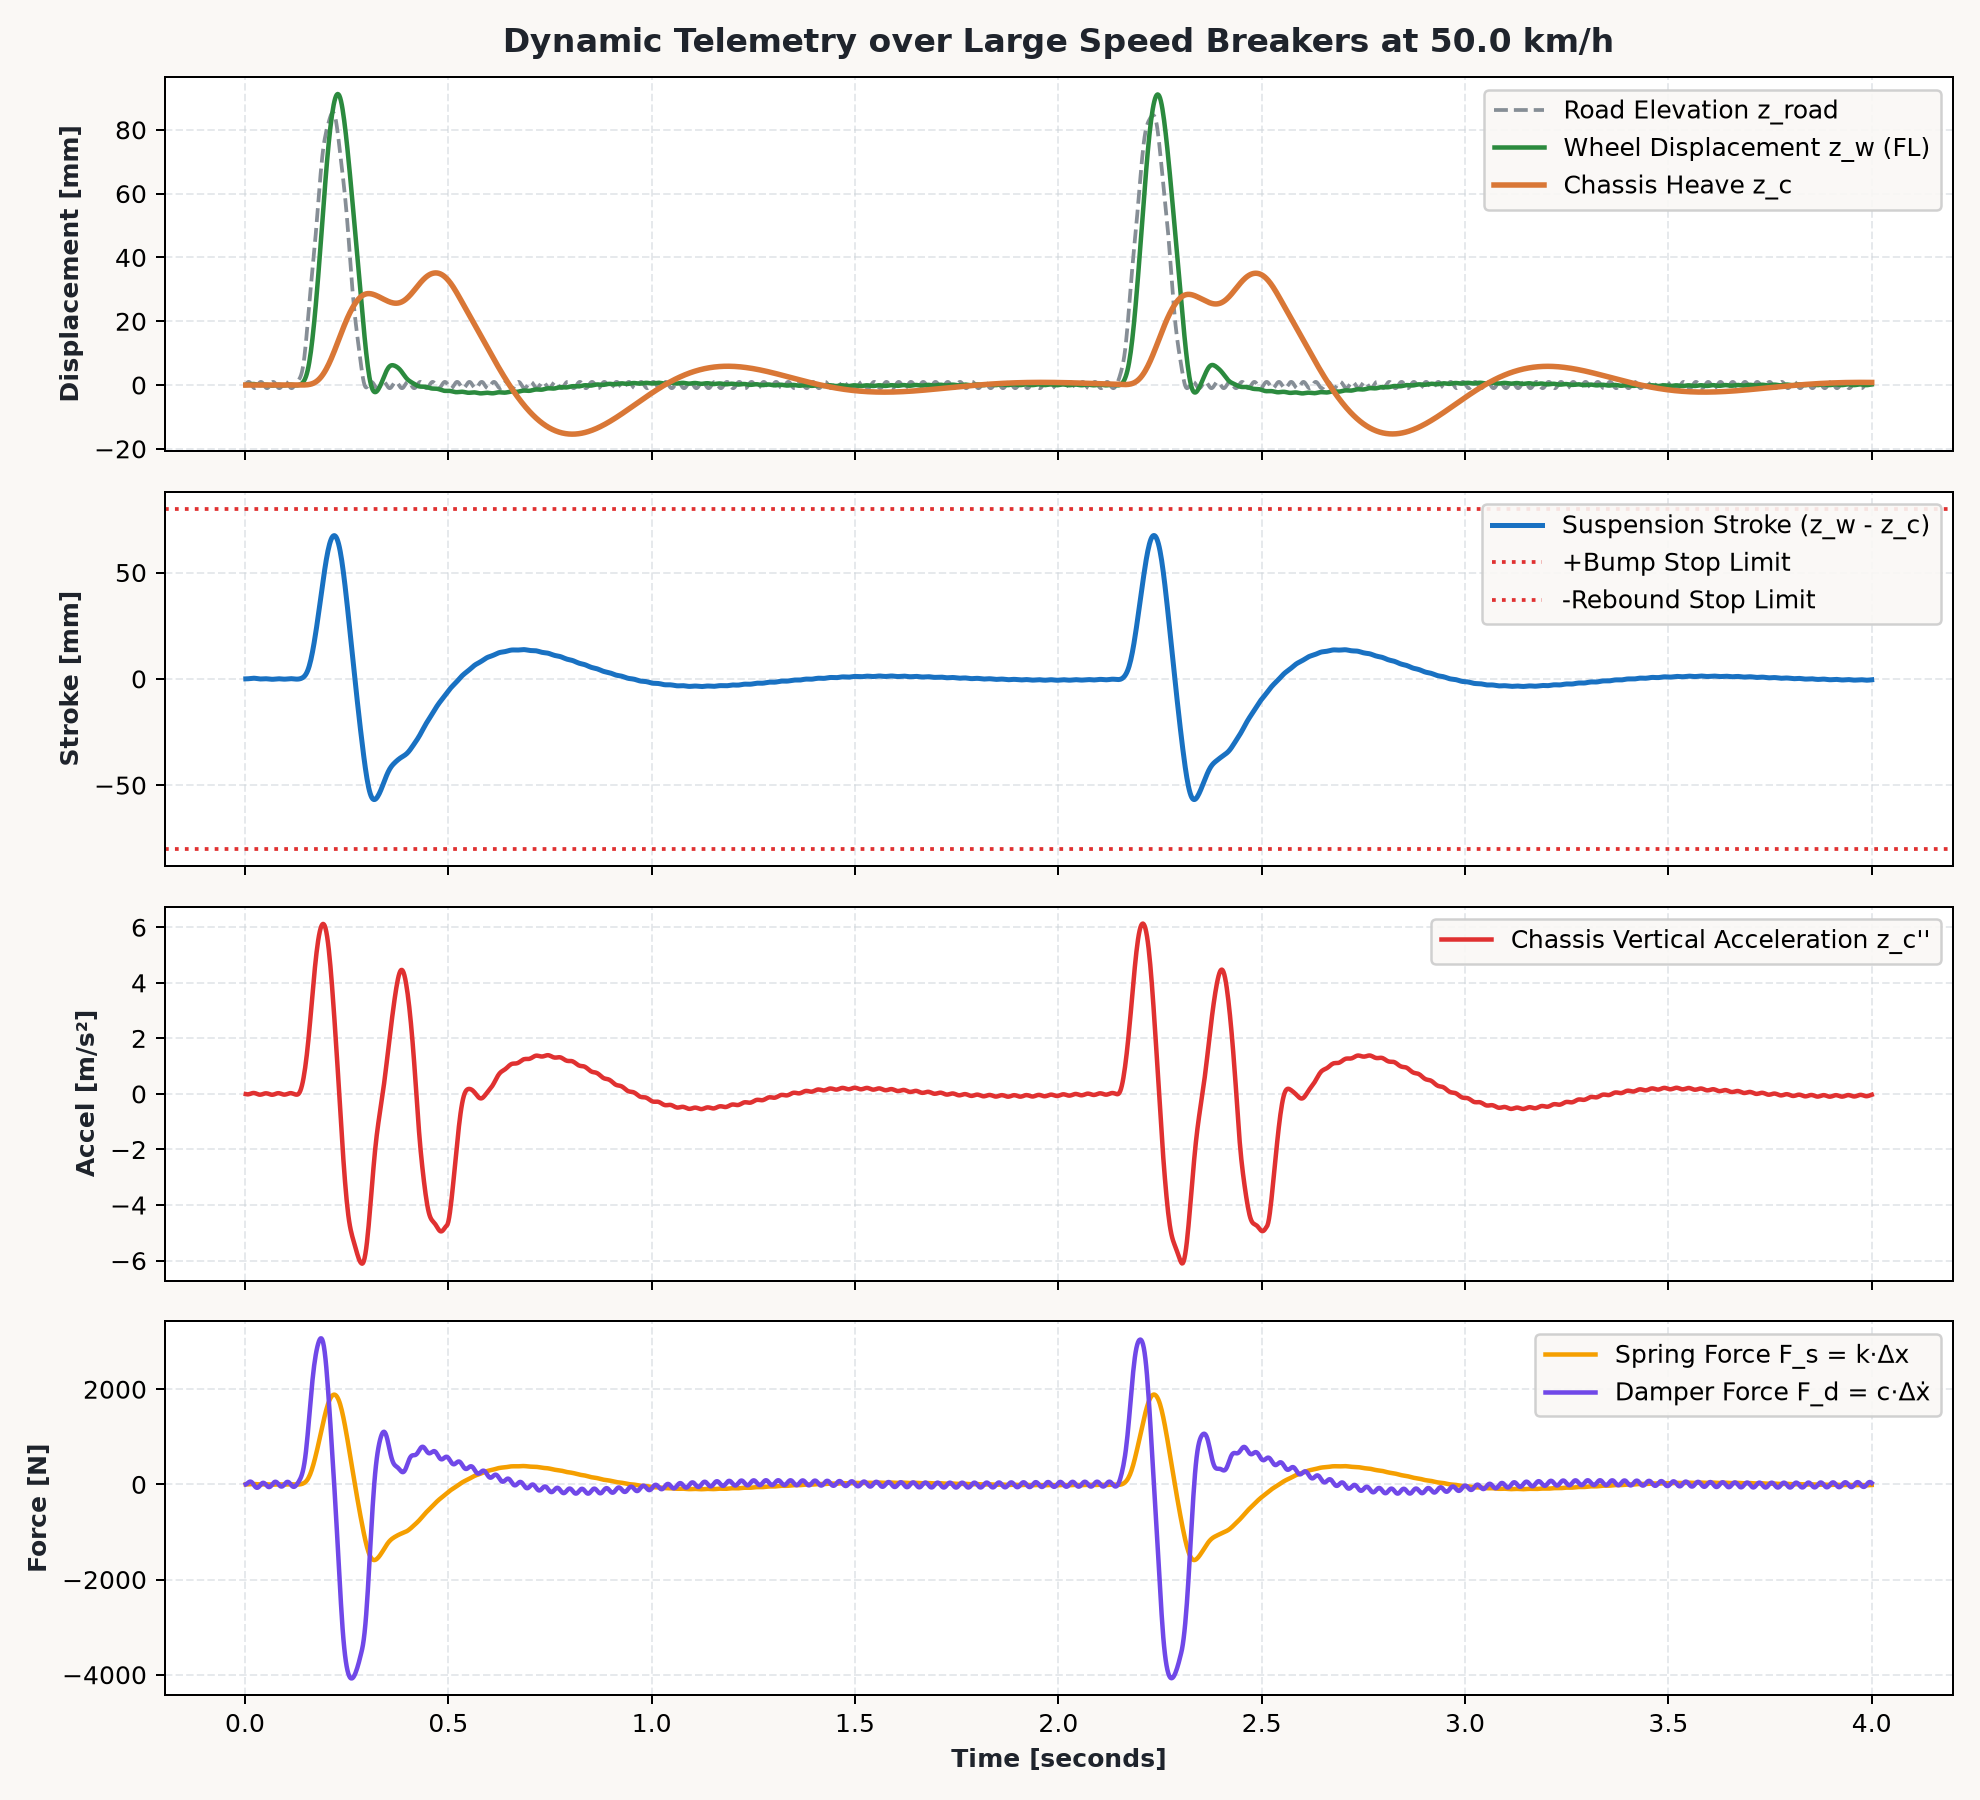 Dynamic Telemetry over Large Speed Breakers at 50.0 km/h
Displacement [mm]
80
60
40
20
0
−20
Road Elevation z_road
Wheel Displacement z_w (FL)
Chassis Heave z_c
Stroke [mm]
50
0
−50
Suspension Stroke (z_w - z_c)
+Bump Stop Limit
-Rebound Stop Limit
Accel [m/s²]
6
4
2
0
−2
−4
−6
Chassis Vertical Acceleration z_c''
Force [N]
2000
0
−2000
−4000
Spring Force F_s = k·Δx
Damper Force F_d = c·Δẋ
0.0 0.5 1.0 1.5 2.0 2.5 3.0 3.5 4.0
Time [seconds]